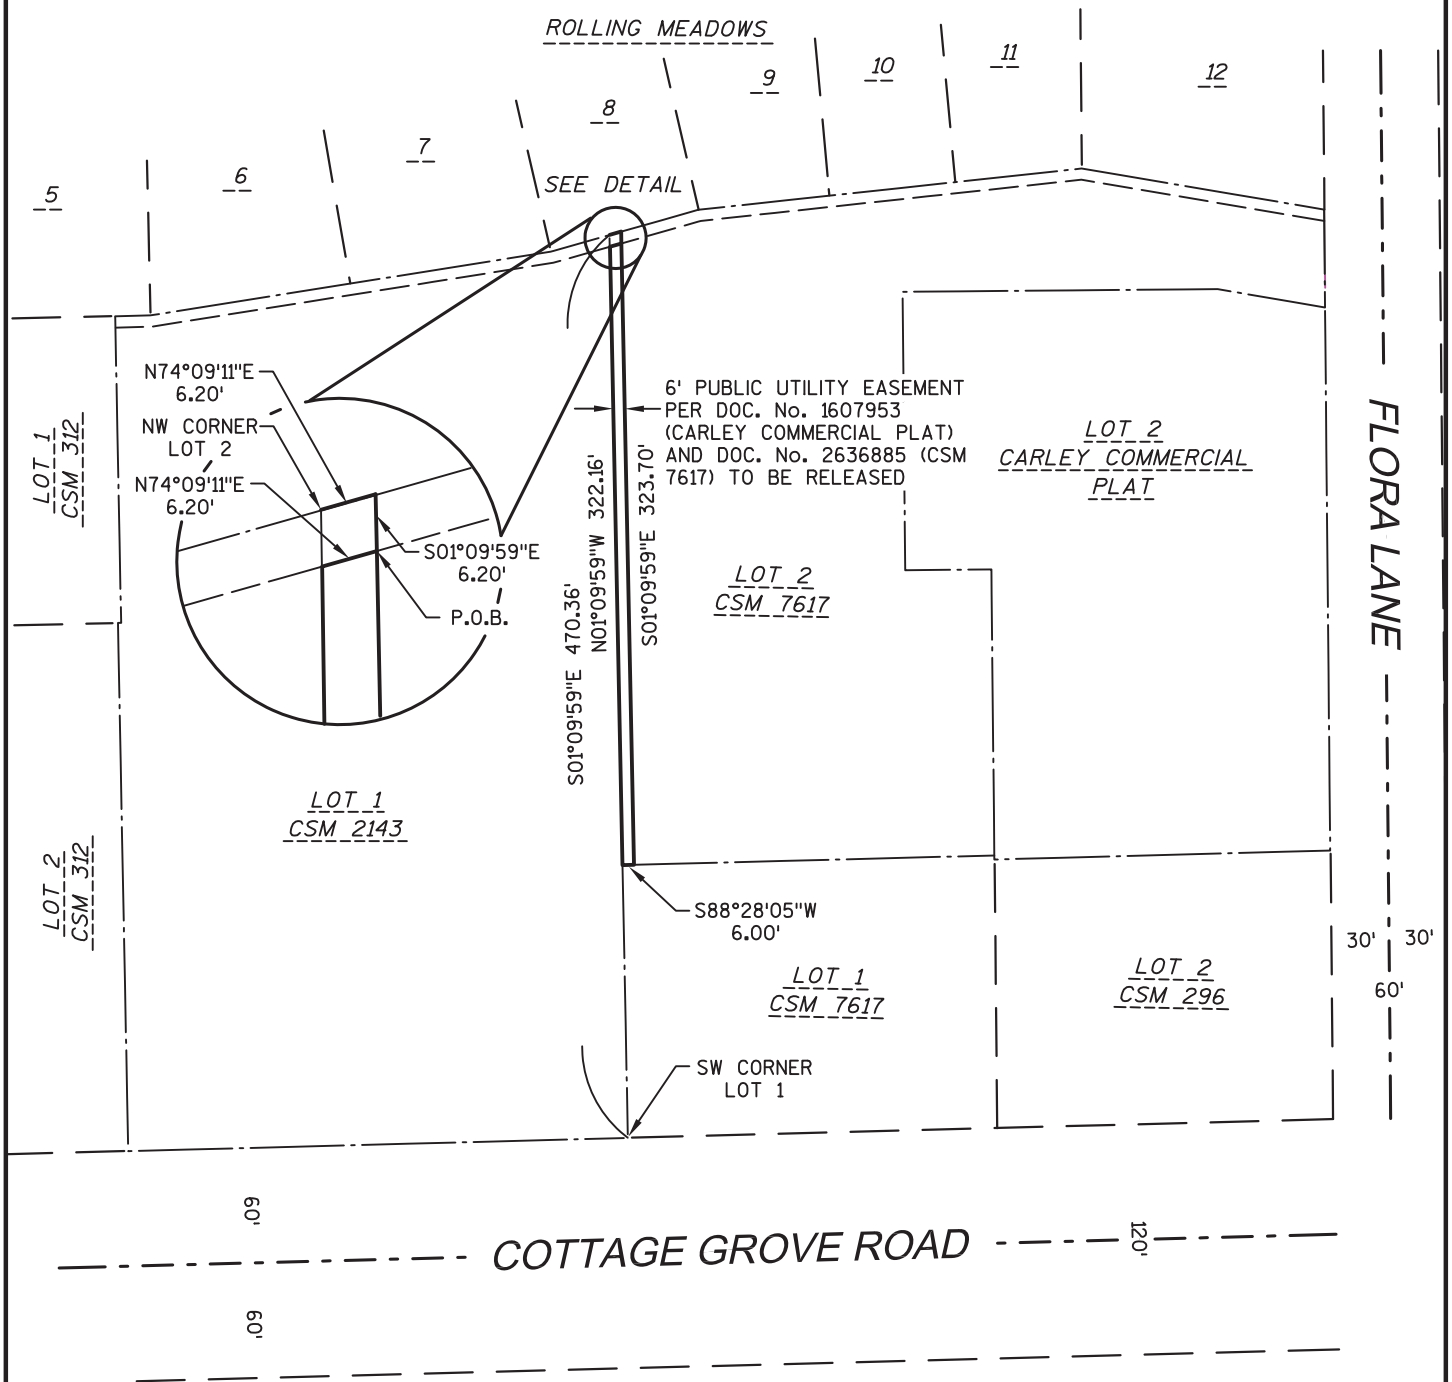 ROLLING MEADOWS
5
6
7
8
9
10
11
12
SEE DETAIL
N74°09'11"E
6.20'
NW CORNER
LOT 2
N74°09'11"E
6.20'
S01°09'59"E
6.20'
P.O.B.
LOT 1
CSM 312
LOT 2
CSM 312
6' PUBLIC UTILITY EASEMENT
PER DOC. No. 1607953
(CARLEY COMMERCIAL PLAT)
AND DOC. No. 2636885 (CSM
7617) TO BE RELEASED
S01°09'59"E 470.36'
N01°09'59"W 322.16'
S01°09'59"E 323.70'
LOT 2
CARLEY COMMERCIAL
PLAT
LOT 2
CSM 7617
FLORA LANE
LOT 1
CSM 2143
S88°28'05"W
6.00'
LOT 1
CSM 7617
LOT 2
CSM 296
30'
30'
60'
SW CORNER
LOT 1
60'
COTTAGE GROVE ROAD
120'
60'